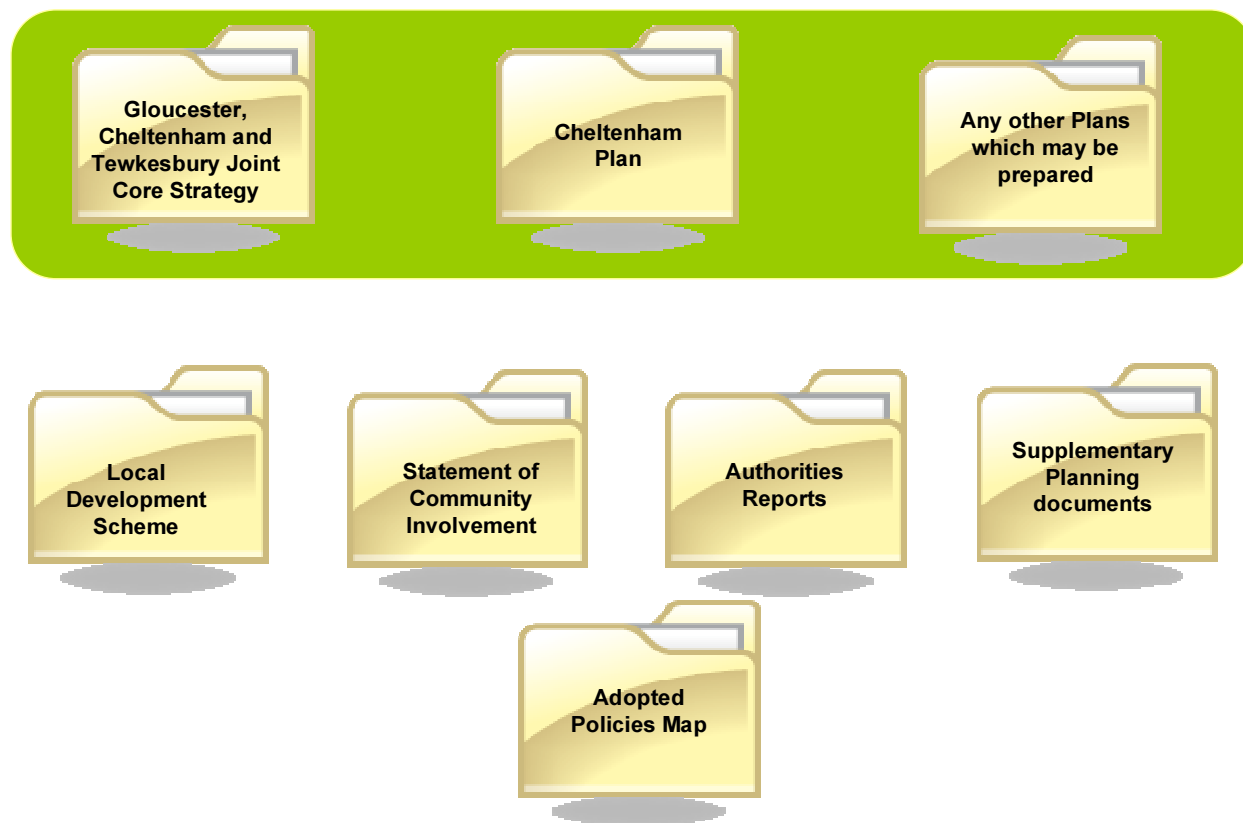 Gloucester,
Cheltenham and
Tewkesbury Joint
Core Strategy
Cheltenham
Plan
Any other Plans
which may be
prepared
Local
Development
Scheme
Statement of
Community
Involvement
Authorities
Reports
Supplementary
Planning
documents
Adopted
Policies Map